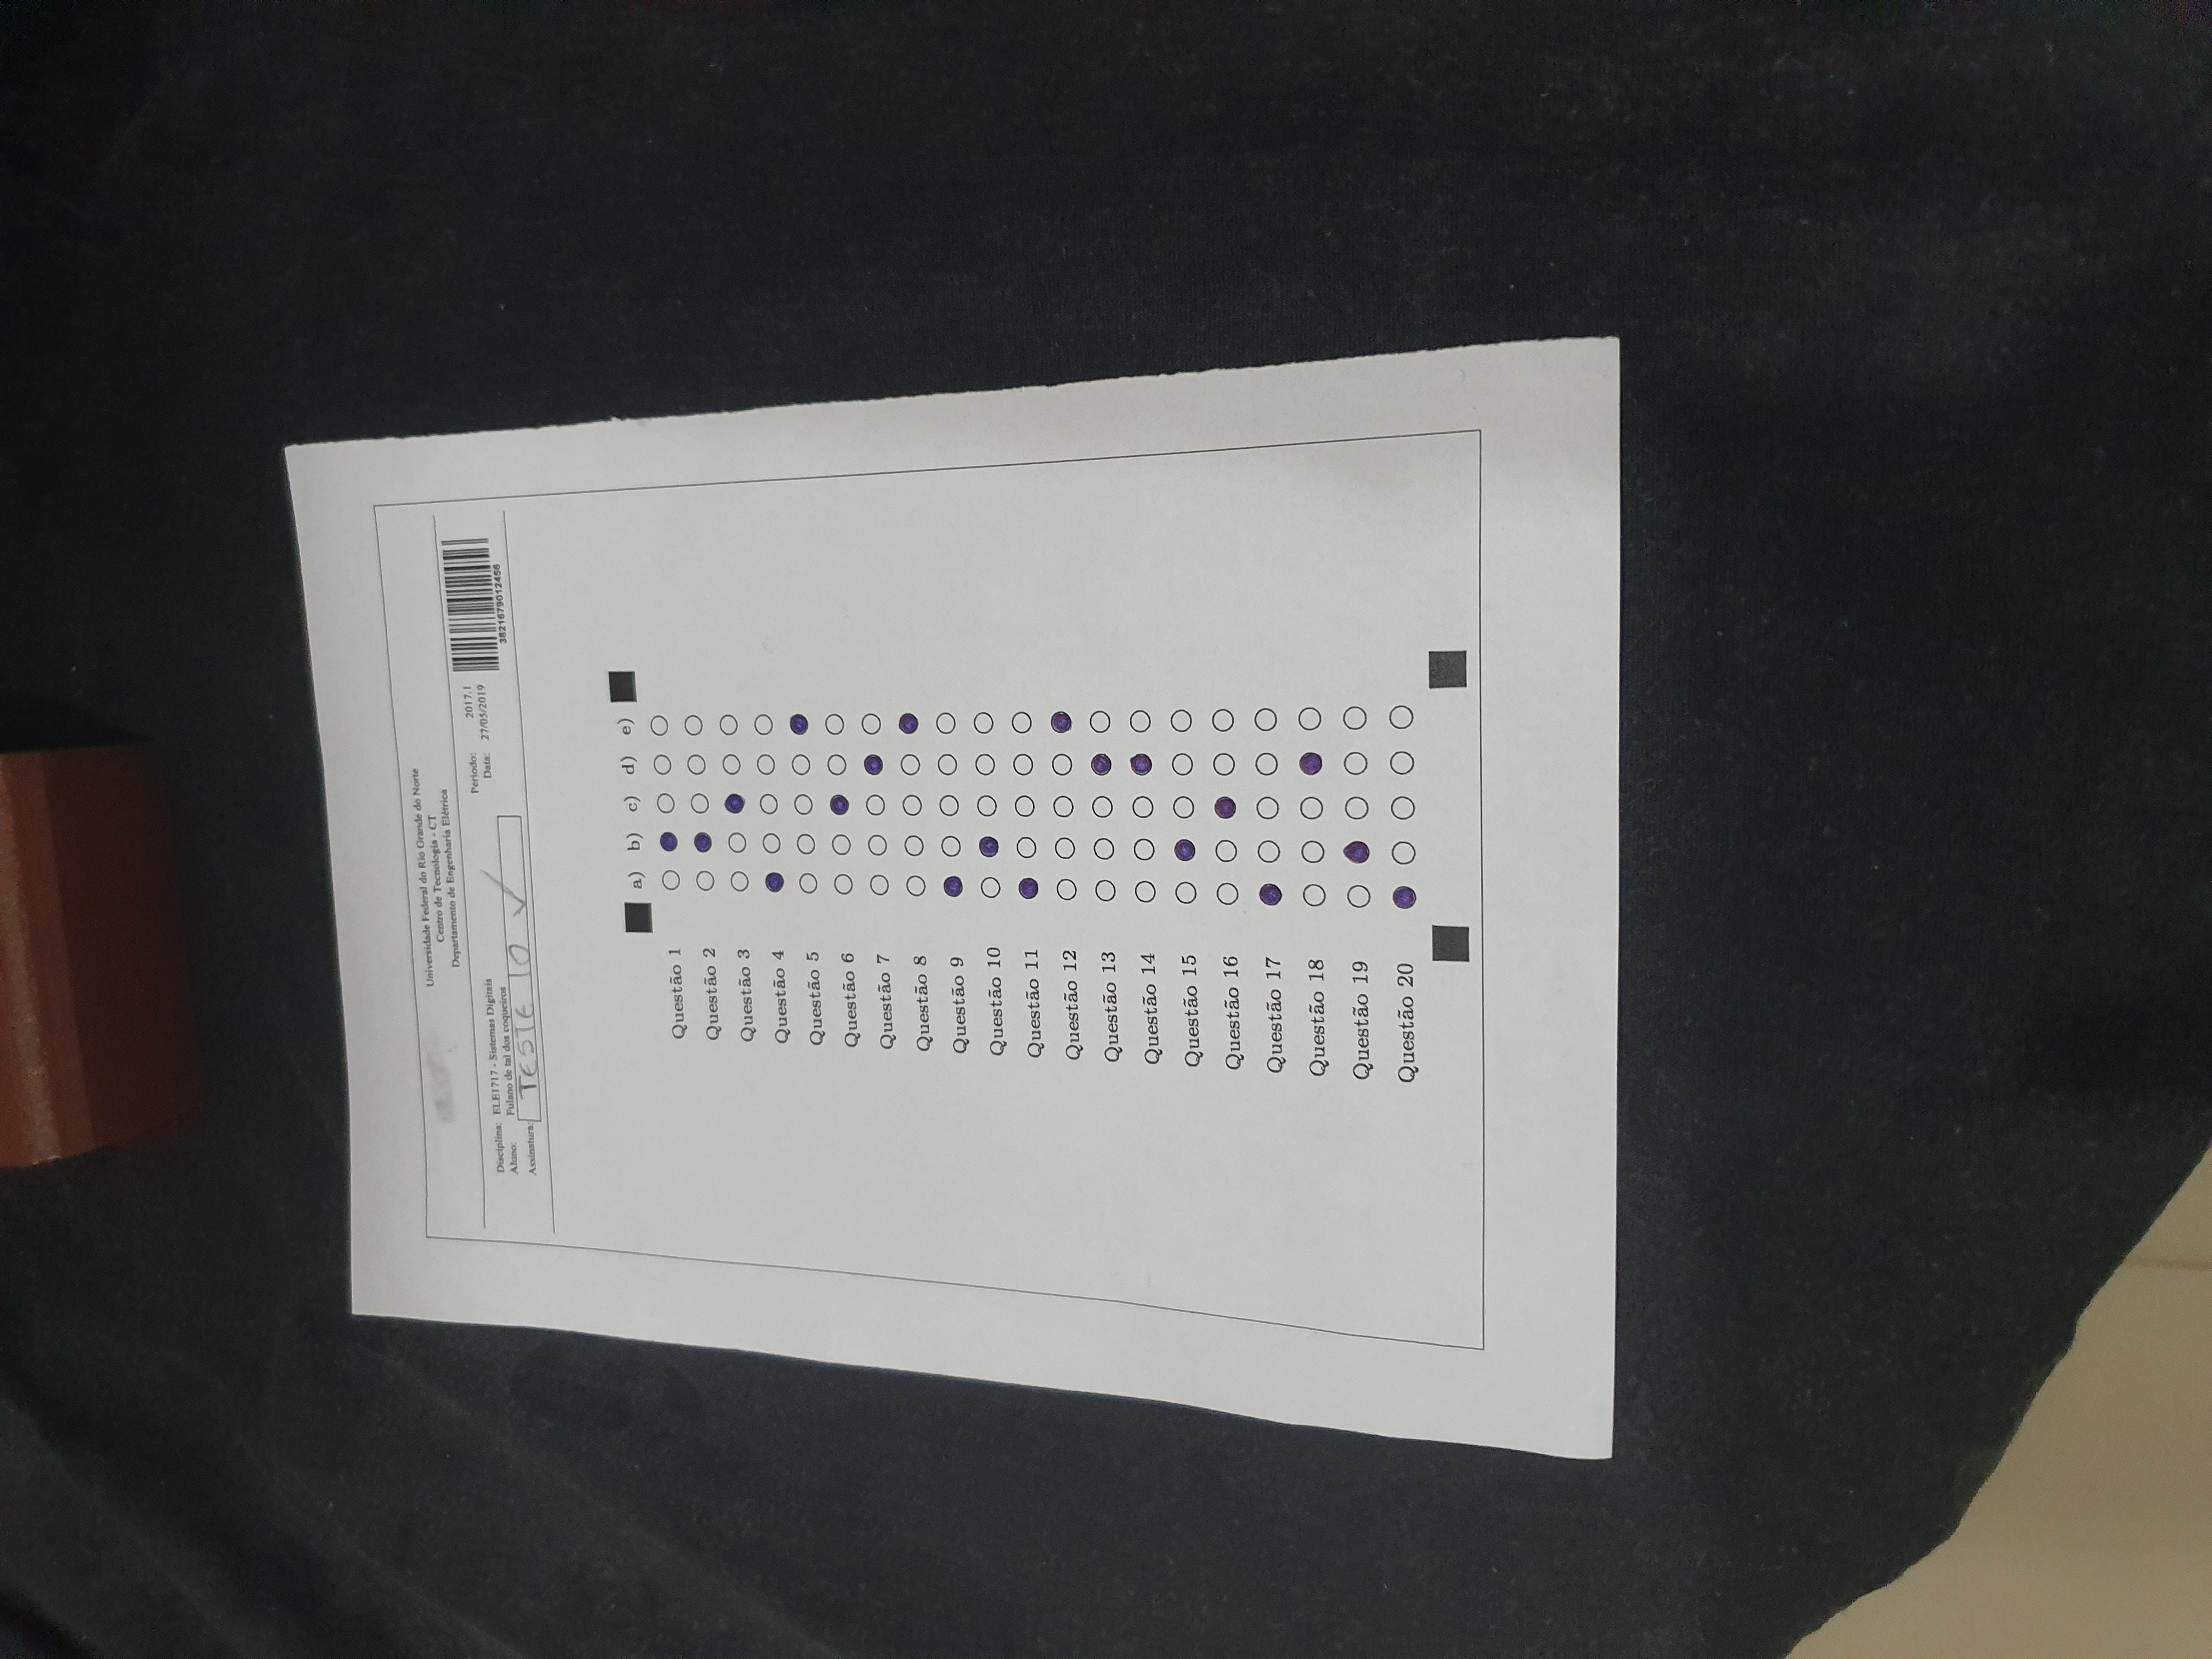 Universidade Federal do Rio Grande do Norte
Centro de Tecnologia - CT
Departamento de Engenharia Elétrica
Disciplina: ELE1717 - Sistemas Digitais
Aluno: Fulano de tal dos coqueiros
Assinatura: TESTE 10 ✓
Periodo: 2017.1
Data: 27/05/2019
3821679012456
a) b) c) d) e)
Questão 1
Questão 2
Questão 3
Questão 4
Questão 5
Questão 6
Questão 7
Questão 8
Questão 9
Questão 10
Questão 11
Questão 12
Questão 13
Questão 14
Questão 15
Questão 16
Questão 17
Questão 18
Questão 19
Questão 20